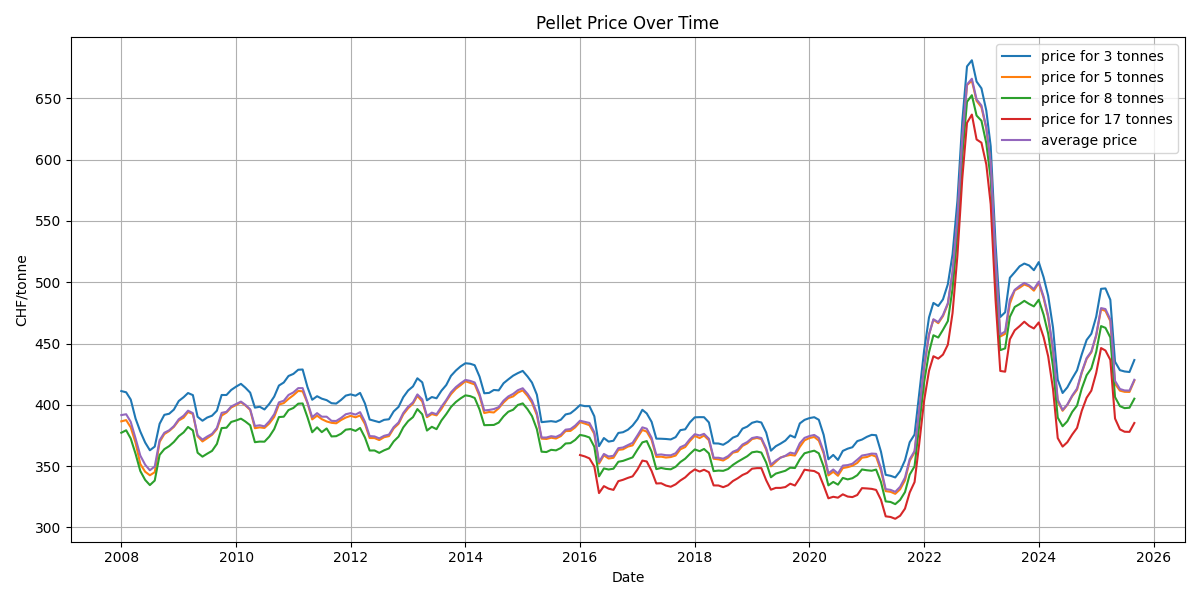 Pellet Price Over Time
CHF/tonne
650
600
550
500
450
400
350
300
price for 3 tonnes
price for 5 tonnes
price for 8 tonnes
price for 17 tonnes
average price
2008 2010 2012 2014 2016 2018 2020 2022 2024 2026
Date